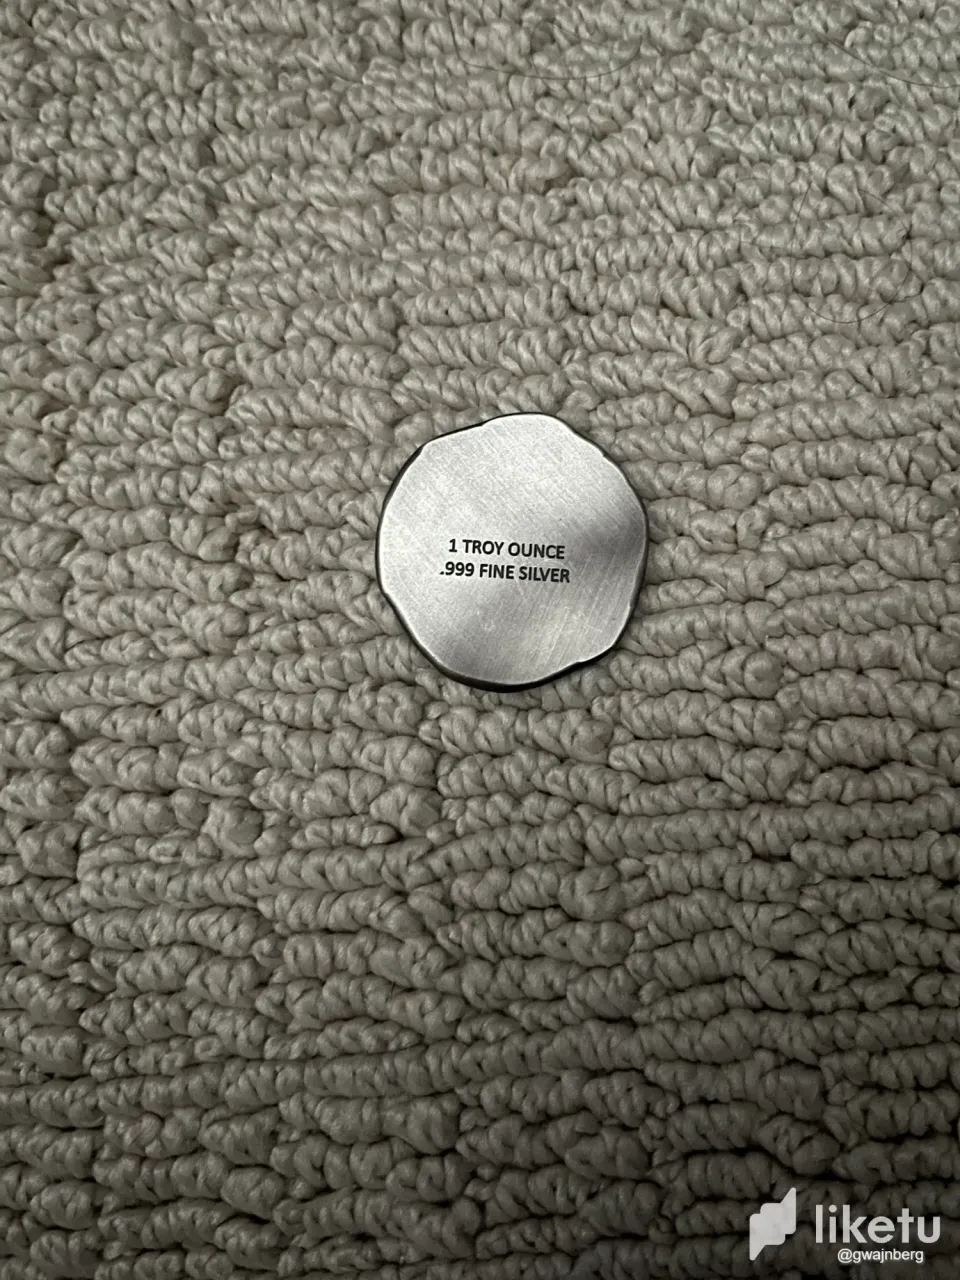 1 TROY OUNCE
.999 FINE SILVER
liketu
@gwajnberg